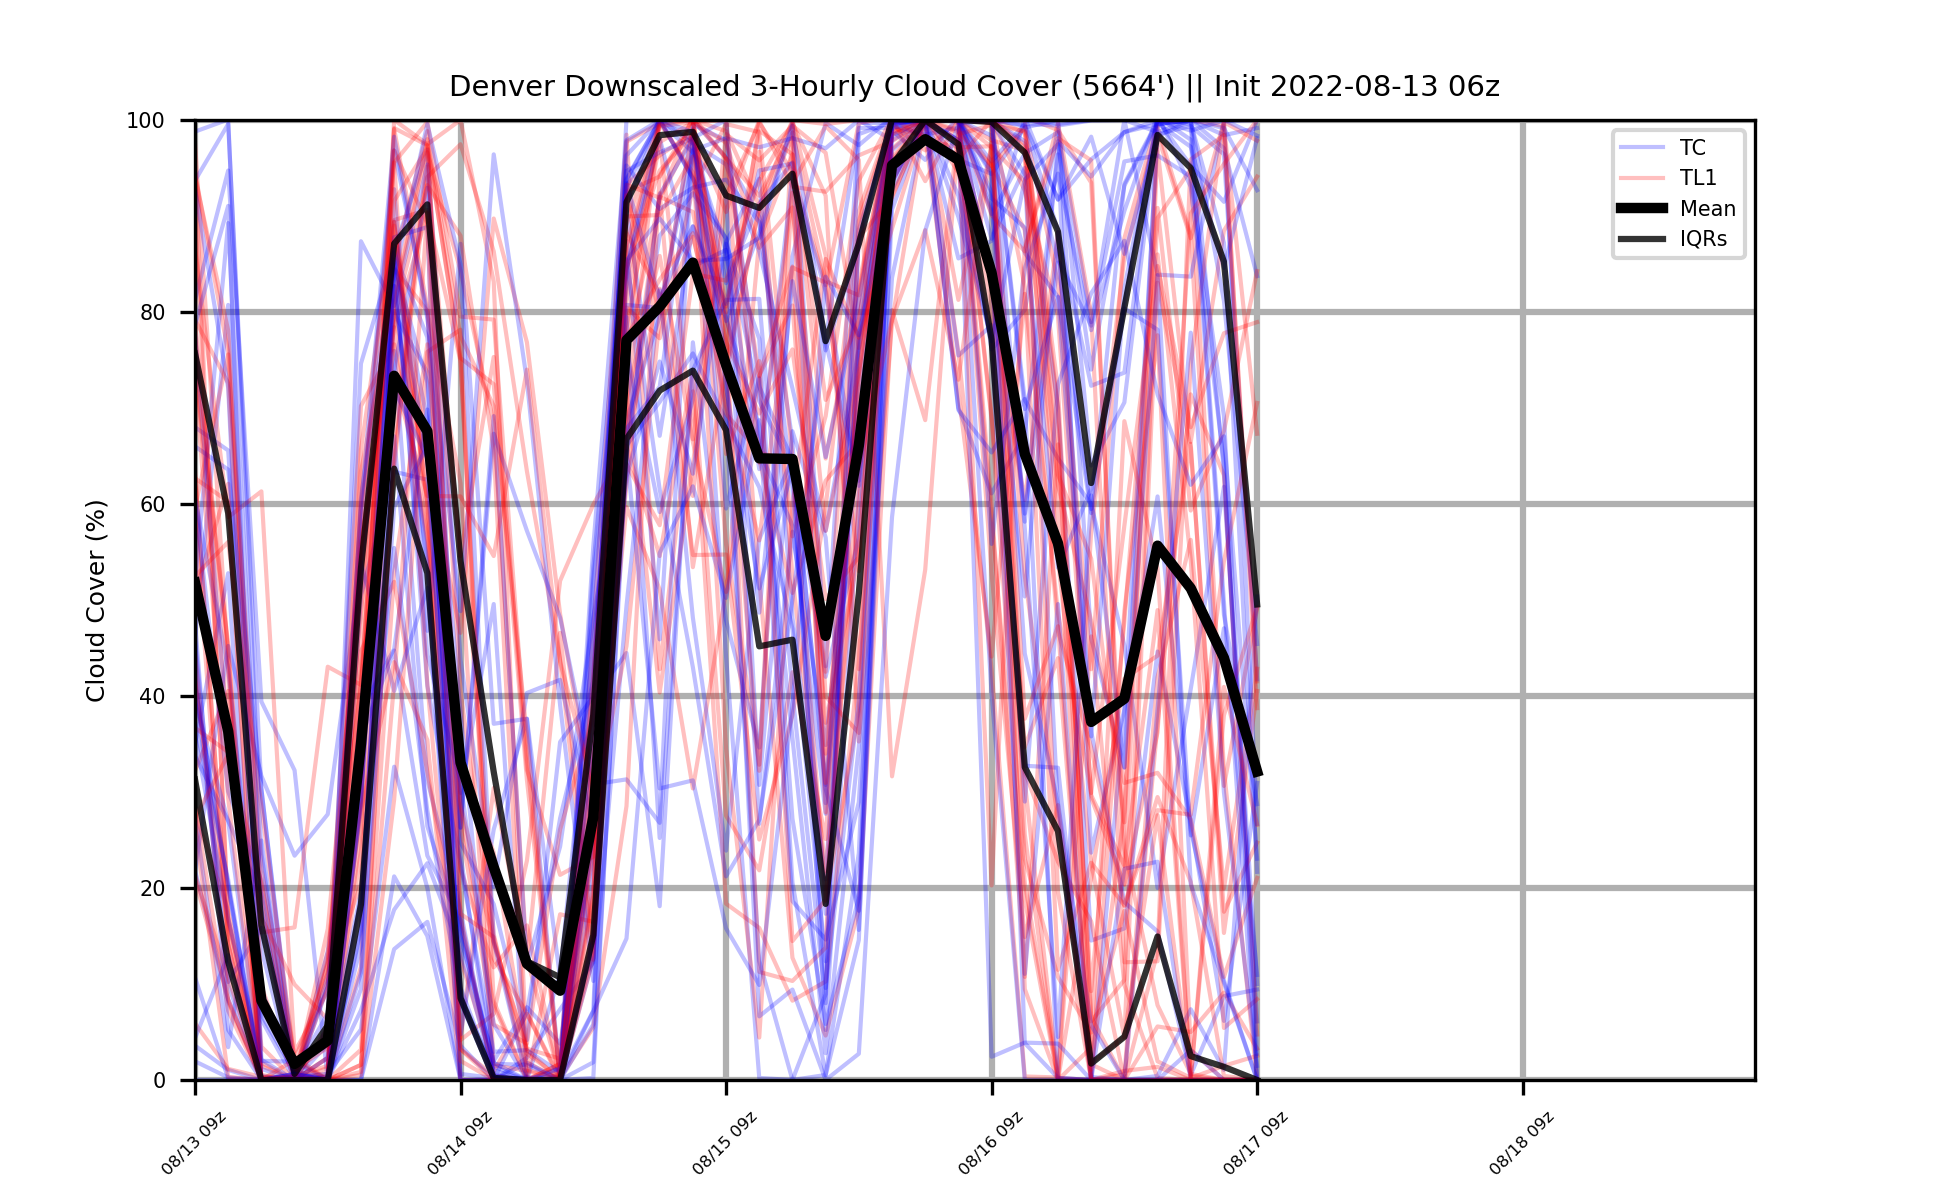 Denver Downscaled 3-Hourly Cloud Cover (5664') || Init 2022-08-13 06z
TC
TL1
Mean
IQRs
Cloud Cover (%)
100
80
60
40
20
0
08/13 09z
08/14 09z
08/15 09z
08/16 09z
08/17 09z
08/18 09z